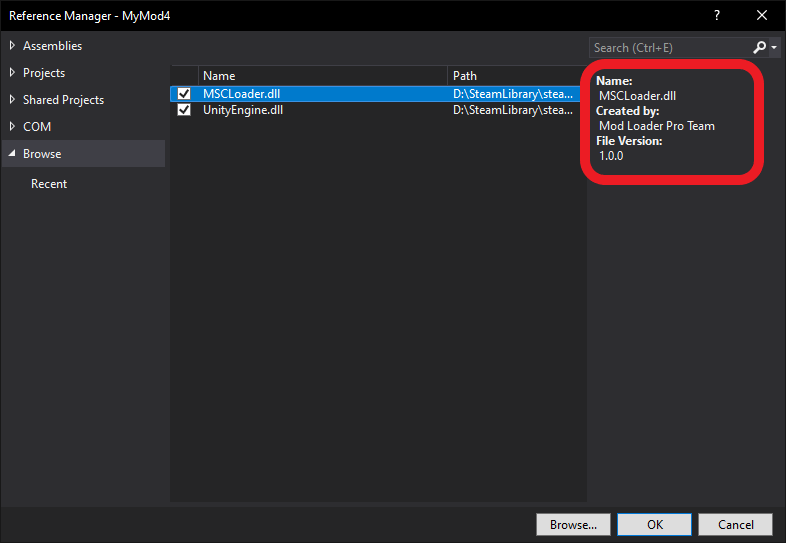 Reference Manager - MyMod4
?
Assemblies
Projects
Shared Projects
COM
Browse
Recent
Name Path
MSCLoader.dll D:\SteamLibrary\stea...
UnityEngine.dll D:\SteamLibrary\stea...
Search (Ctrl+E)
Name:
MSCLoader.dll
Created by:
Mod Loader Pro Team
File Version:
1.0.0
Browse... OK Cancel